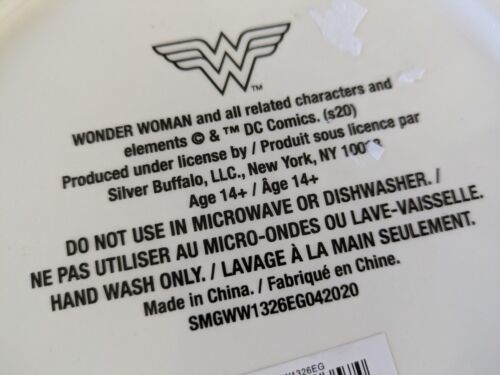 TM
WONDER WOMAN and all related characters and
elements © & ™ DC Comics. (s20)
Produced under license by / Produit sous licence par
Silver Buffalo, LLC., New York, NY
Age 14+ / Âge 14+
DO NOT USE IN MICROWAVE OR DISHWASHER. /
NE PAS UTILISER AU MICRO-ONDES OU LAVE-VAISSELLE.
HAND WASH ONLY. / LAVAGE À LA MAIN SEULEMENT.
Made in China. / Fabriqué en Chine.
SMGWW1326EG042020